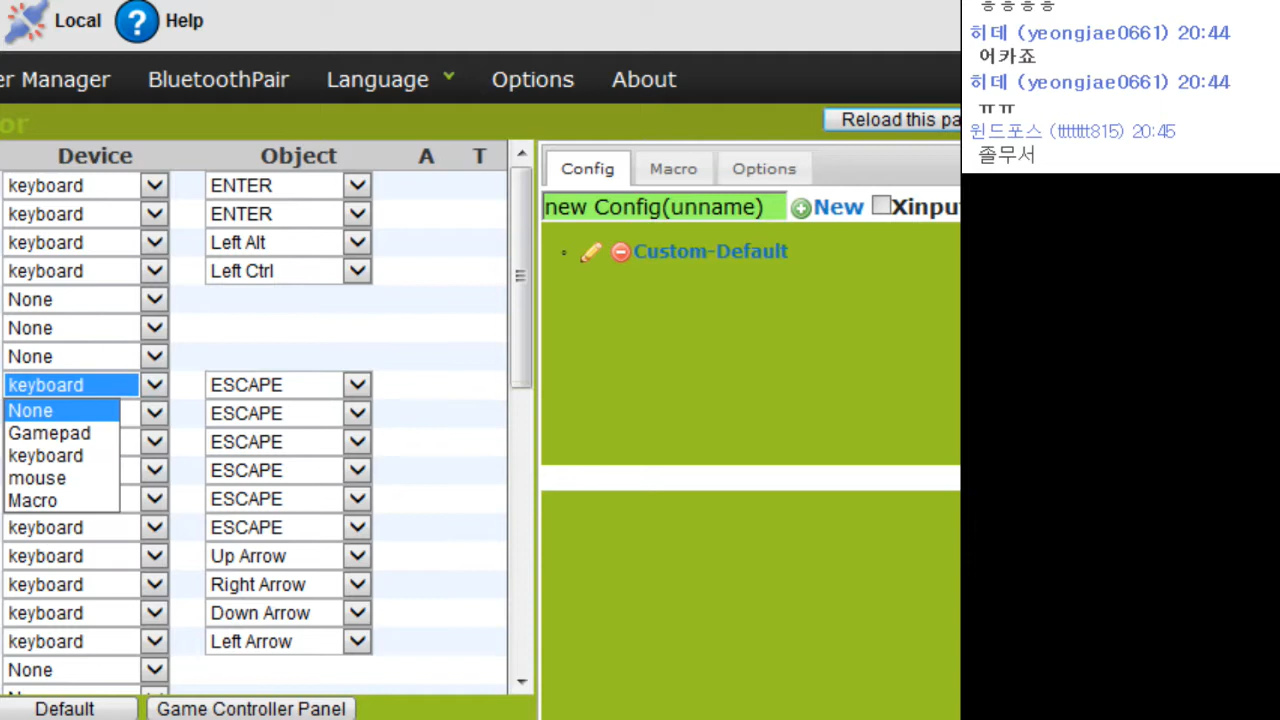 Local ? Help
er Manager BluetoothPair Language Options About
or
Reload this pa
Device Object A T
keyboard ENTER
keyboard ENTER
keyboard Left Alt
keyboard Left Ctrl
None
None
None
keyboard ESCAPE
None
Gamepad
keyboard
mouse
Macro
ESCAPE
ESCAPE
ESCAPE
ESCAPE
keyboard ESCAPE
keyboard Up Arrow
keyboard Right Arrow
keyboard Down Arrow
keyboard Left Arrow
None
Default Game Controller Panel
Config Macro Options
new Config(unname) New Xinpu
Custom-Default
ㅎㅎㅎㅎ
히데 (yeongjae0661) 20:44
어카죠
히데 (yeongjae0661) 20:44
ㅠㅠ
윈드포스 (ttttttt815) 20:45
졸무서